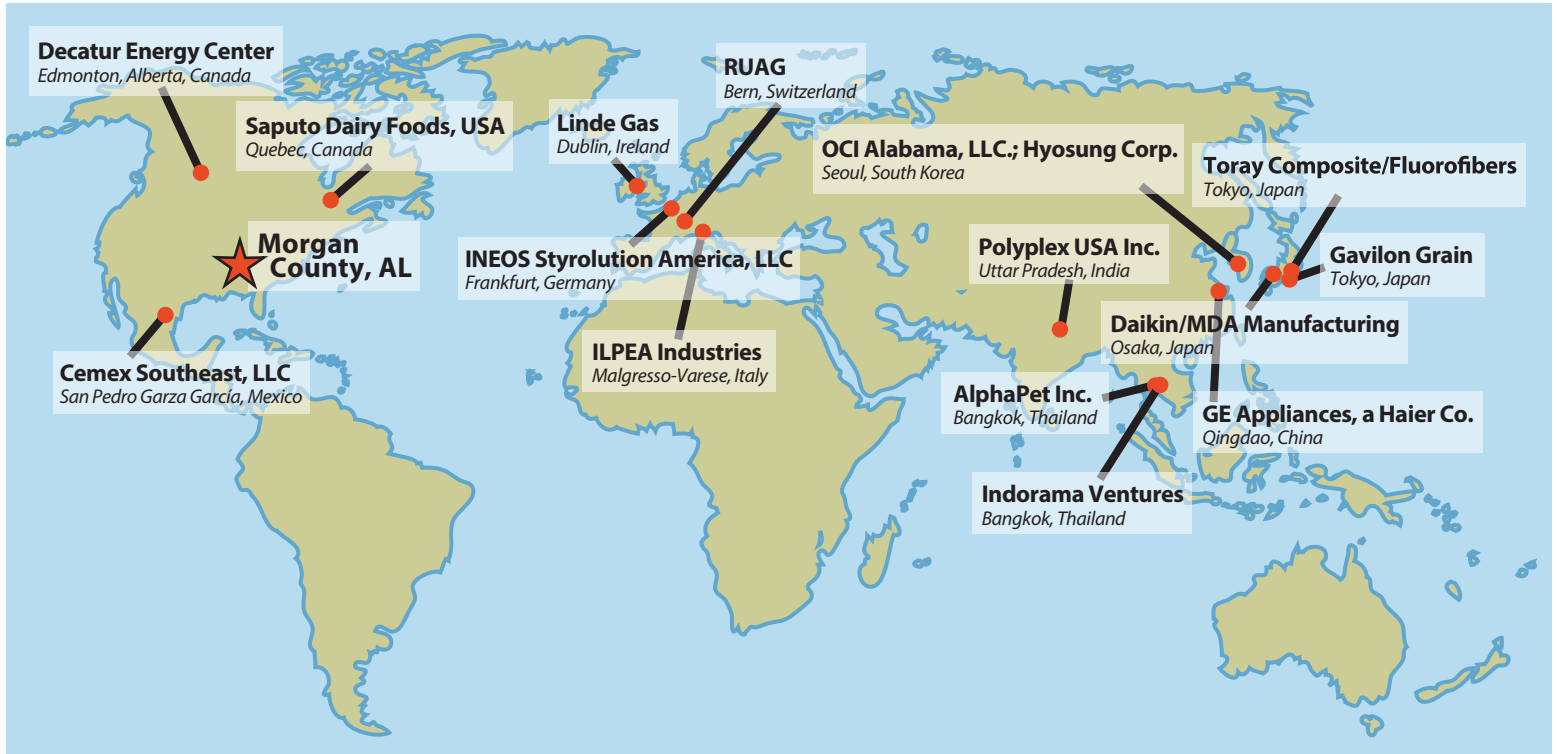 Decatur Energy Center
Edmonton, Alberta, Canada
Saputo Dairy Foods, USA
Quebec, Canada
Morgan
County, AL
Cemex Southeast, LLC
San Pedro Garza García, Mexico
Linde Gas
Dublin, Ireland
RUAG
Bern, Switzerland
INEOS Styrolution America, LLC
Frankfurt, Germany
ILPEA Industries
Malgresso-Varese, Italy
OCI Alabama, LLC.; Hyosung Corp.
Seoul, South Korea
Toray Composite/Fluorofibers
Tokyo, Japan
Polyplex USA Inc.
Uttar Pradesh, India
Gavilon Grain
Tokyo, Japan
Daikin/MDA Manufacturing
Osaka, Japan
AlphaPet Inc.
Bangkok, Thailand
GE Appliances, a Haier Co.
Qingdao, China
Indorama Ventures
Bangkok, Thailand